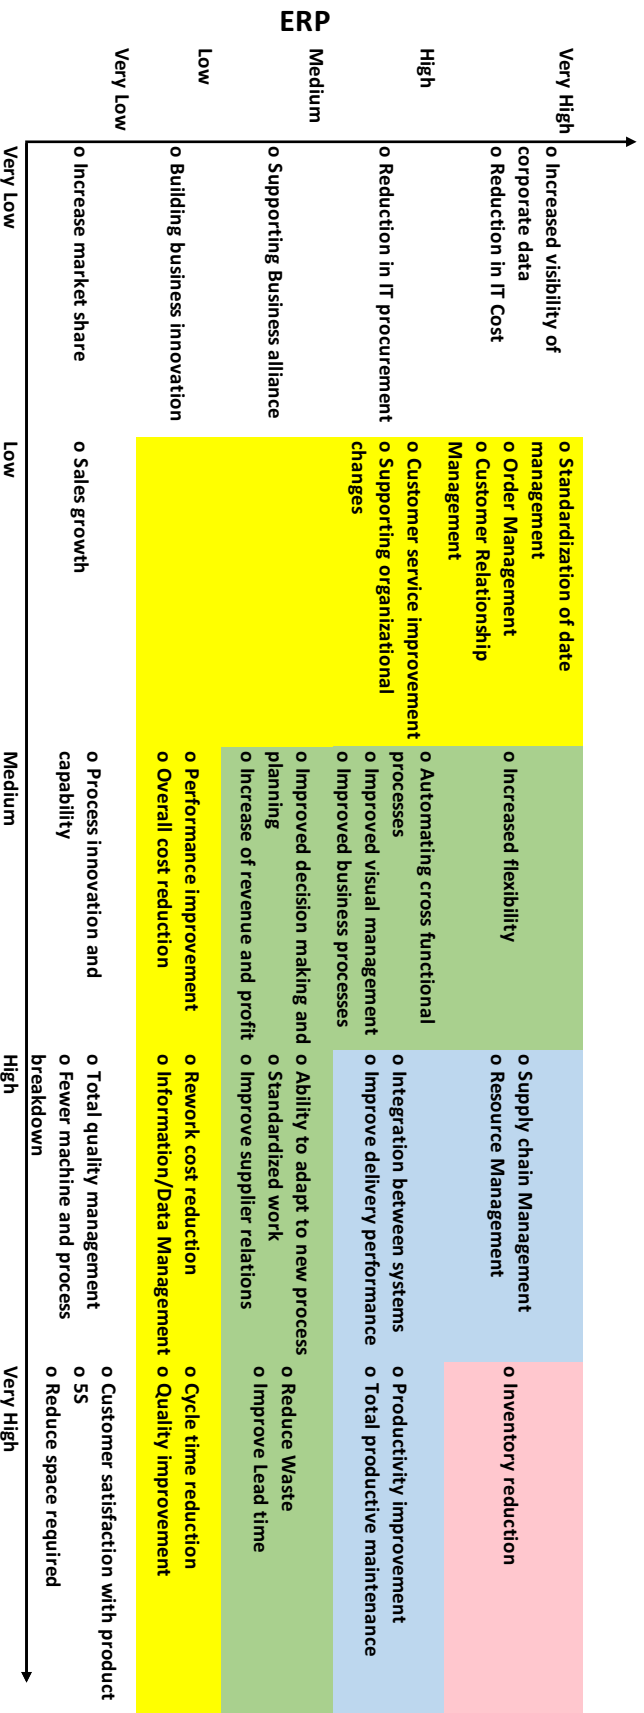 ERP
Very High
o Increased visibility of
corporate data
o Reduction in IT Cost
o Standardization of date
management
o Order Management
o Customer Relationship
Management
o Increased flexibility
o Supply chain Management
o Resource Management
o Inventory reduction
High
o Reduction in IT procurement
o Customer service improvement
o Supporting organizational
changes
o Automating cross functional
processes
o Improved visual management
o Improved business processes
o Integration between systems
o Improve delivery performance
o Productivity improvement
o Total productive maintenance
Medium
o Supporting Business alliance
o Improved decision making and
planning
o Increase of revenue and profit
o Ability to adapt to new process
o Standardized work
o Improve supplier relations
o Reduce Waste
o Improve Lead time
Low
o Building business innovation
o Performance improvement
o Overall cost reduction
o Rework cost reduction
o Information/Data Management
o Cycle time reduction
o Quality improvement
Very Low
o Increase market share
o Sales growth
o Process innovation and
capability
o Total quality management
o Fewer machine and process
breakdown
o Customer satisfaction with product
o 5S
o Reduce space required
Very Low
Low
Medium
High
Very High